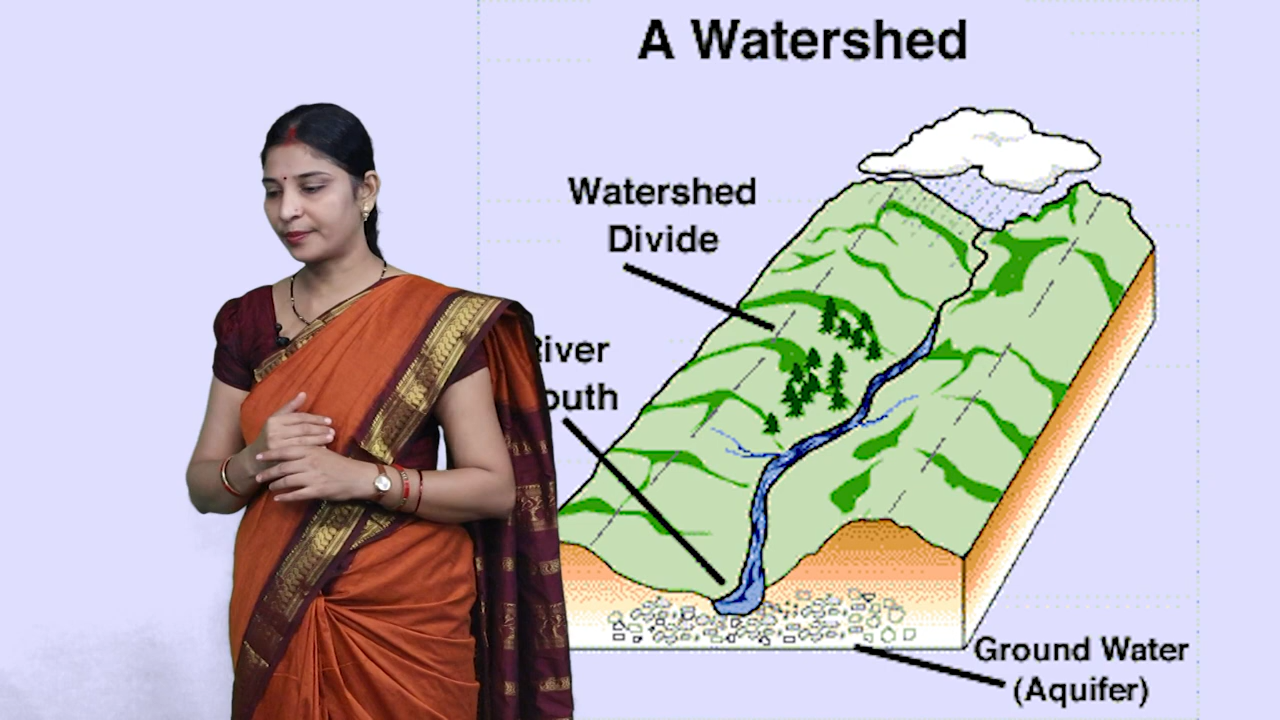 A Watershed
Watershed
Divide
River
outh
Ground Water
(Aquifer)